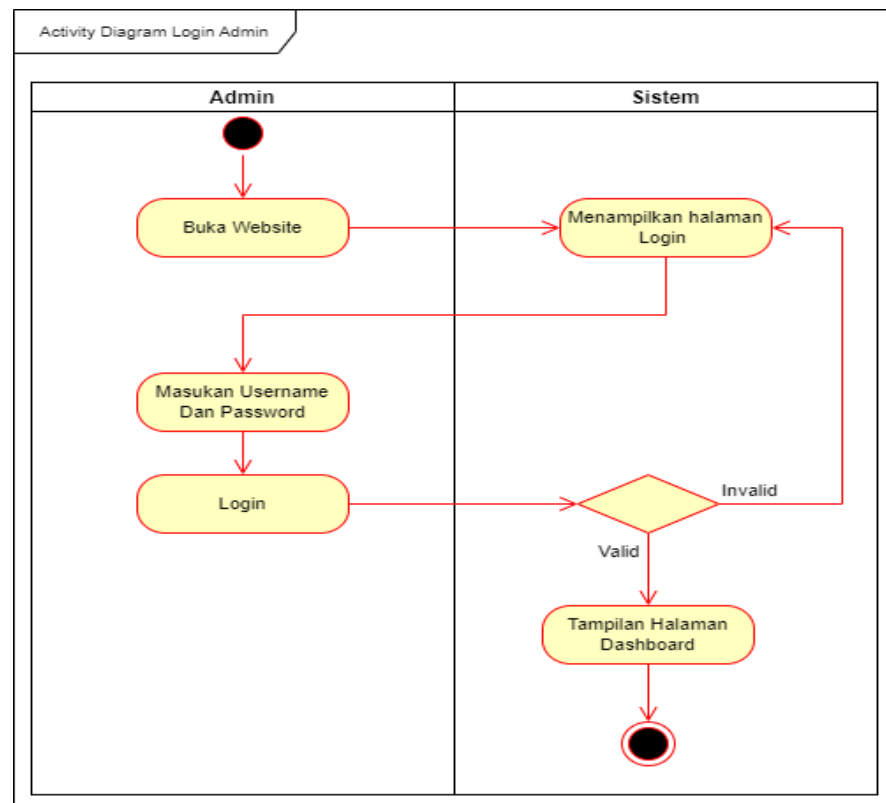 Activity Diagram Login Admin
Admin
Sistem
Buka Website
Menampilkan halaman
Login
Masukan Username
Dan Password
Login
Invalid
Valid
Tampilan Halaman
Dashboard